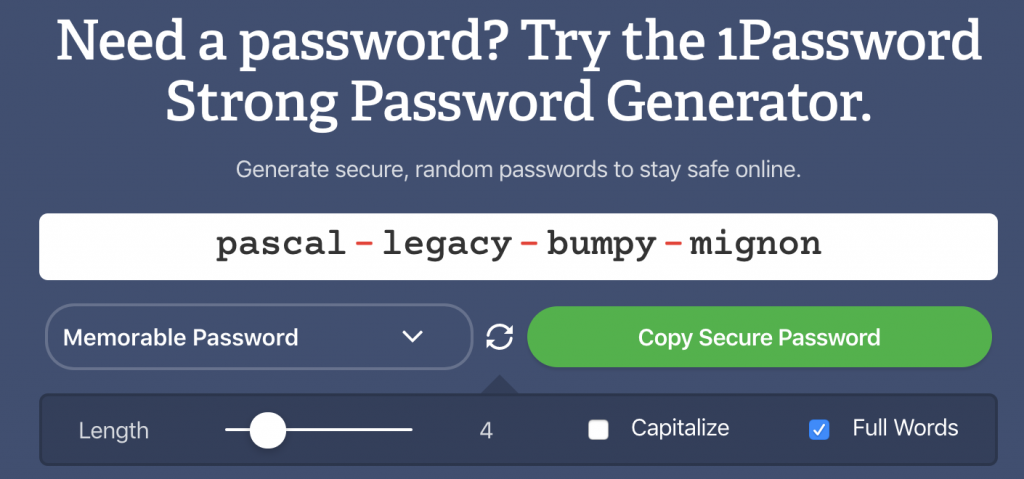 Need a password? Try the 1Password
Strong Password Generator.
Generate secure, random passwords to stay safe online.
pascal-legacy-bumpy-mignon
Memorable Password
Copy Secure Password
Length
4
Capitalize
Full Words